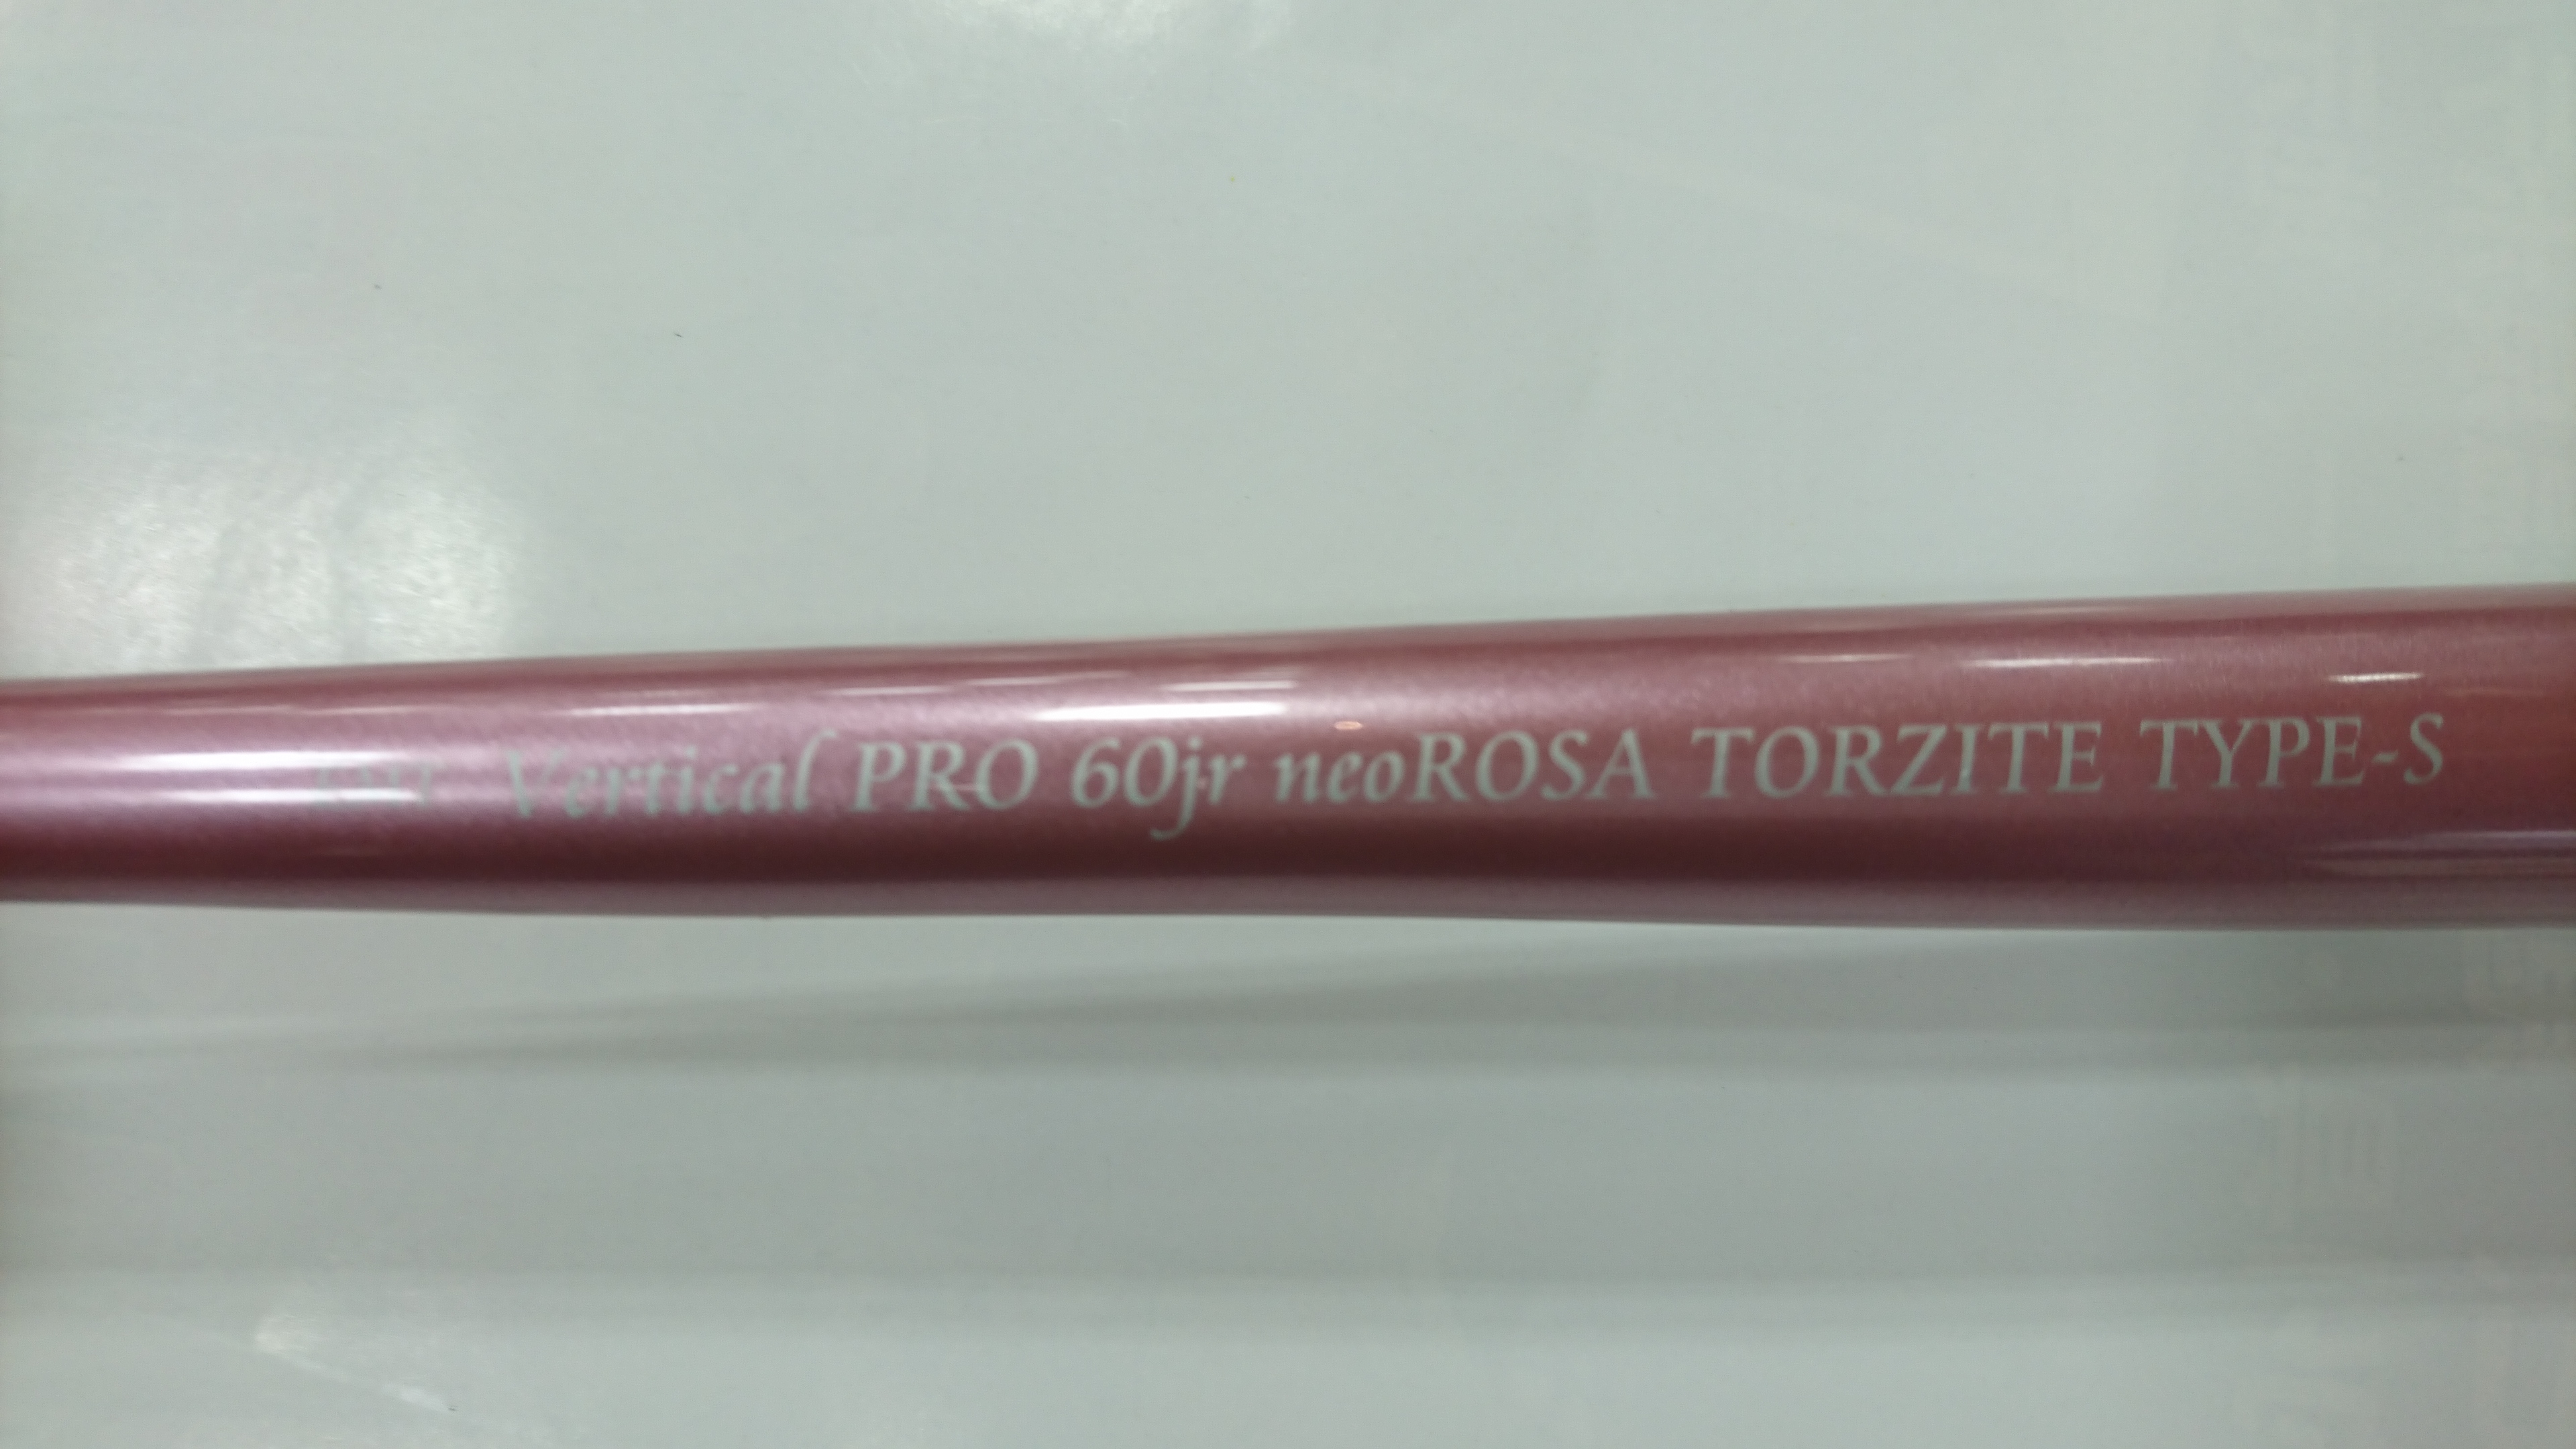 Vertical PRO 60jr neoROSA TORZITE TYPE-S